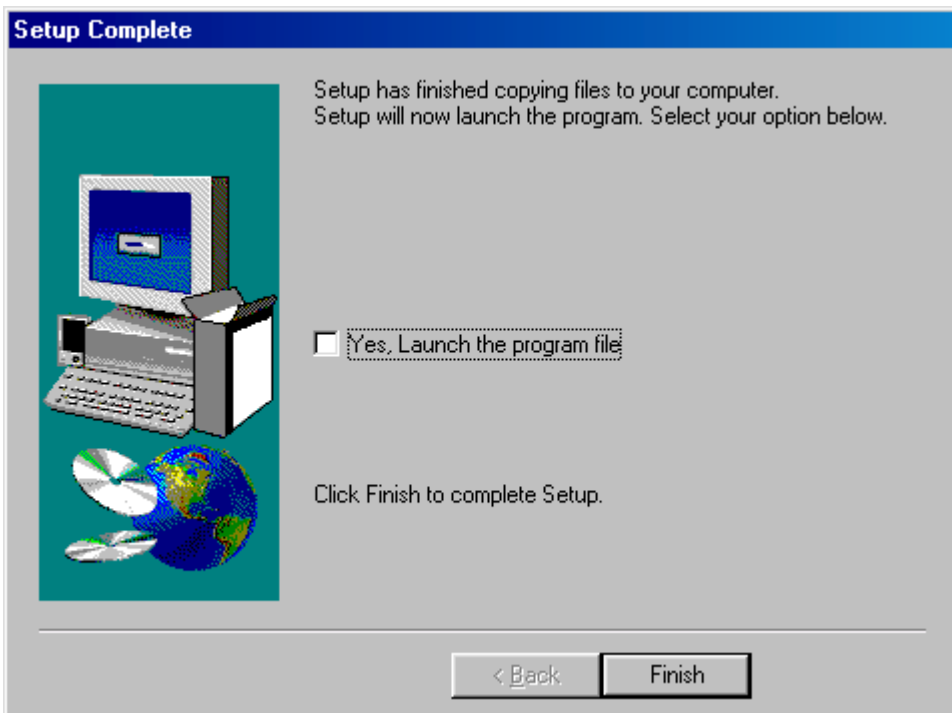 Setup Complete
Setup has finished copying files to your computer.
Setup will now launch the program. Select your option below.
Yes, Launch the program file
Click Finish to complete Setup.
< Back
Finish